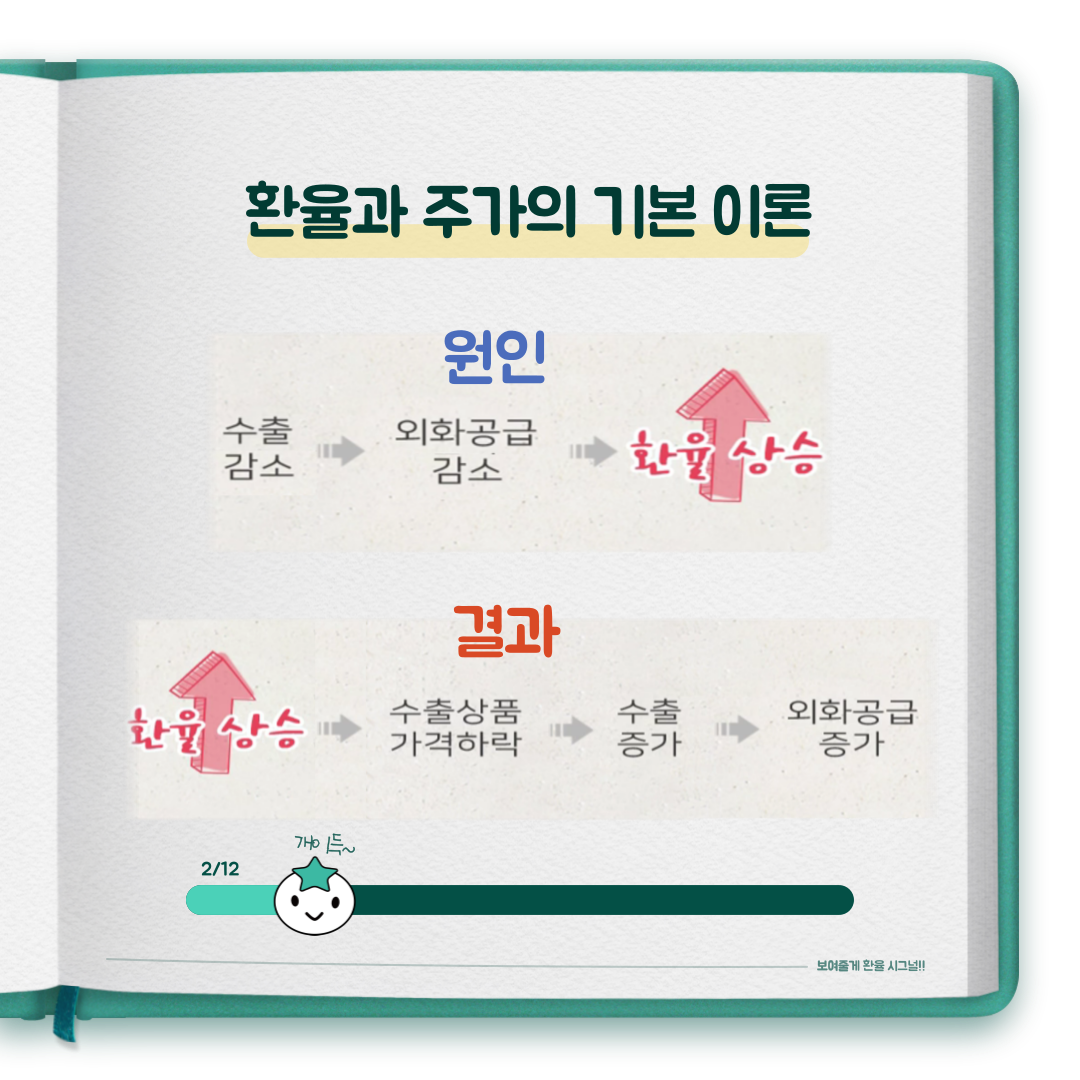 환율과 주가의 기본 이론
원인
수출
감소
외화공급
감소
환율 상승
결과
환율 상승
수출상품
가격하락
수출
증가
외화공급
증가
개이득~
2/12
보여줄게 환율 시그널!!